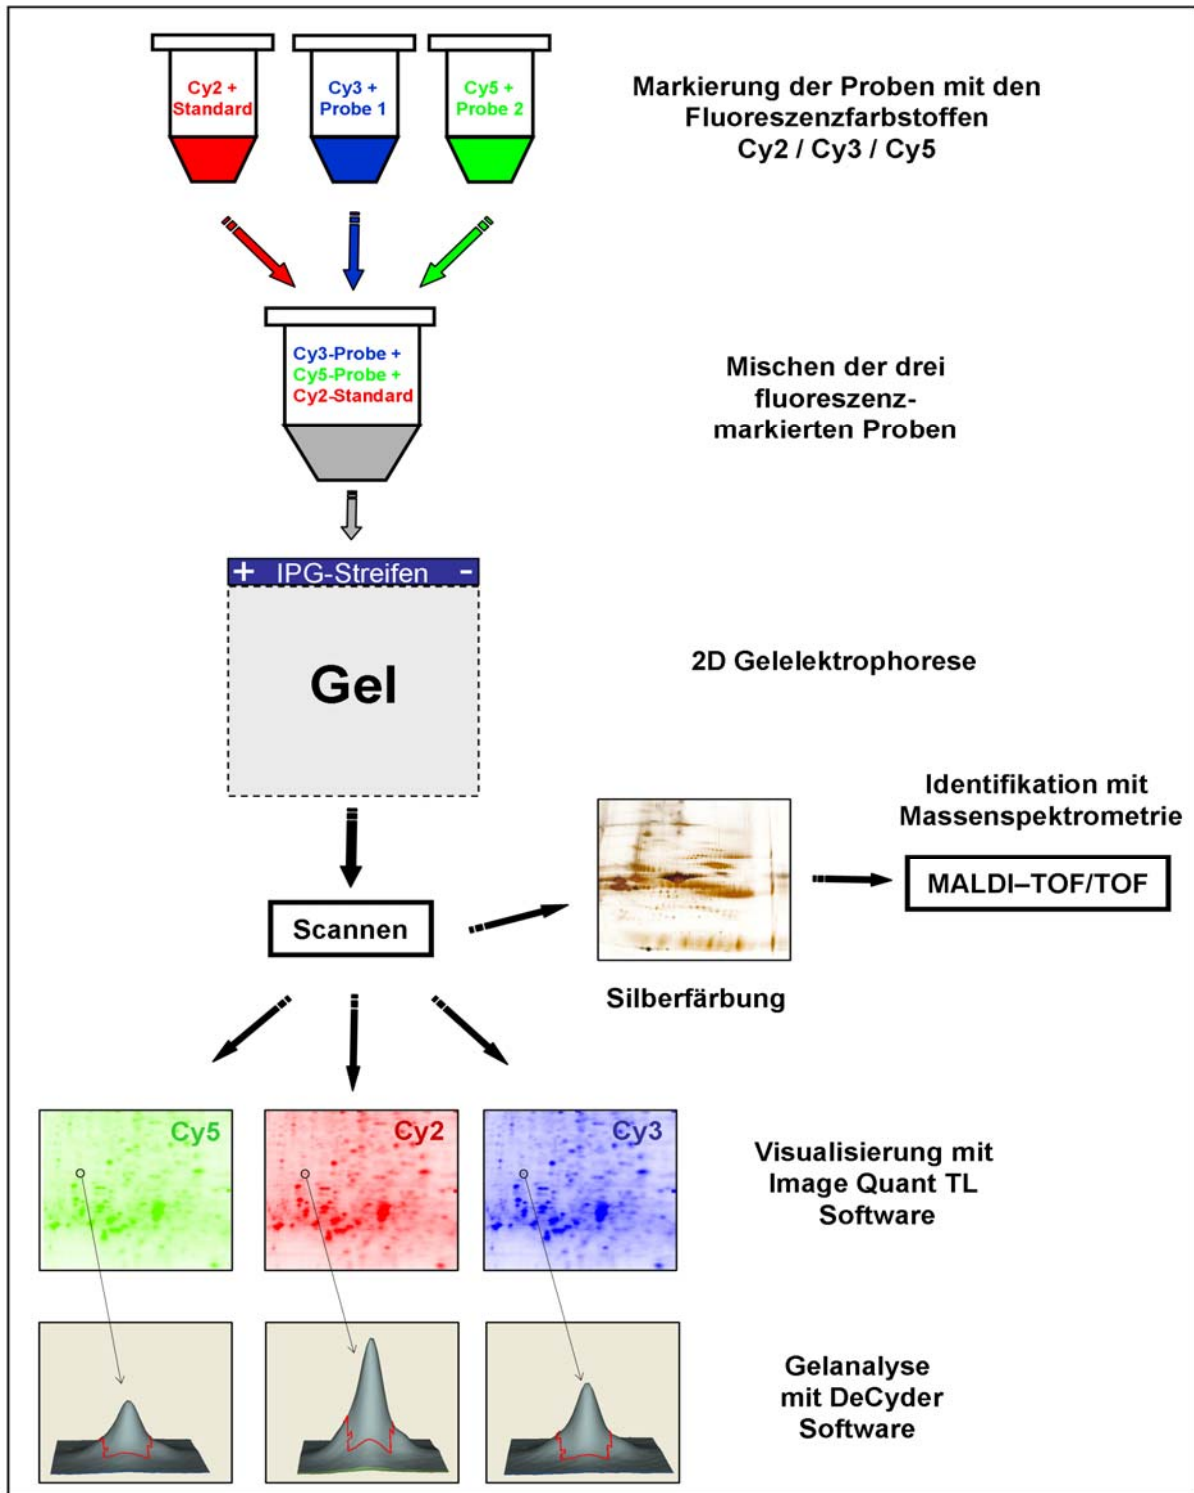 Cy2 +
Standard
Cy3 +
Probe 1
Cy5 +
Probe 2
Markierung der Proben mit den
Fluoreszenzfarbstoffen
Cy2 / Cy3 / Cy5
Cy3-Probe +
Cy5-Probe +
Cy2-Standard
Mischen der drei
fluoreszenz-
markierten Proben
+ IPG-Streifen -
Gel
2D Gelelektrophorese
Identifikation mit
Massenspektrometrie
MALDI–TOF/TOF
Scannen
Silberfärbung
Cy5
Cy2
Cy3
Visualisierung mit
Image Quant TL
Software
Gelanalyse
mit DeCyder
Software